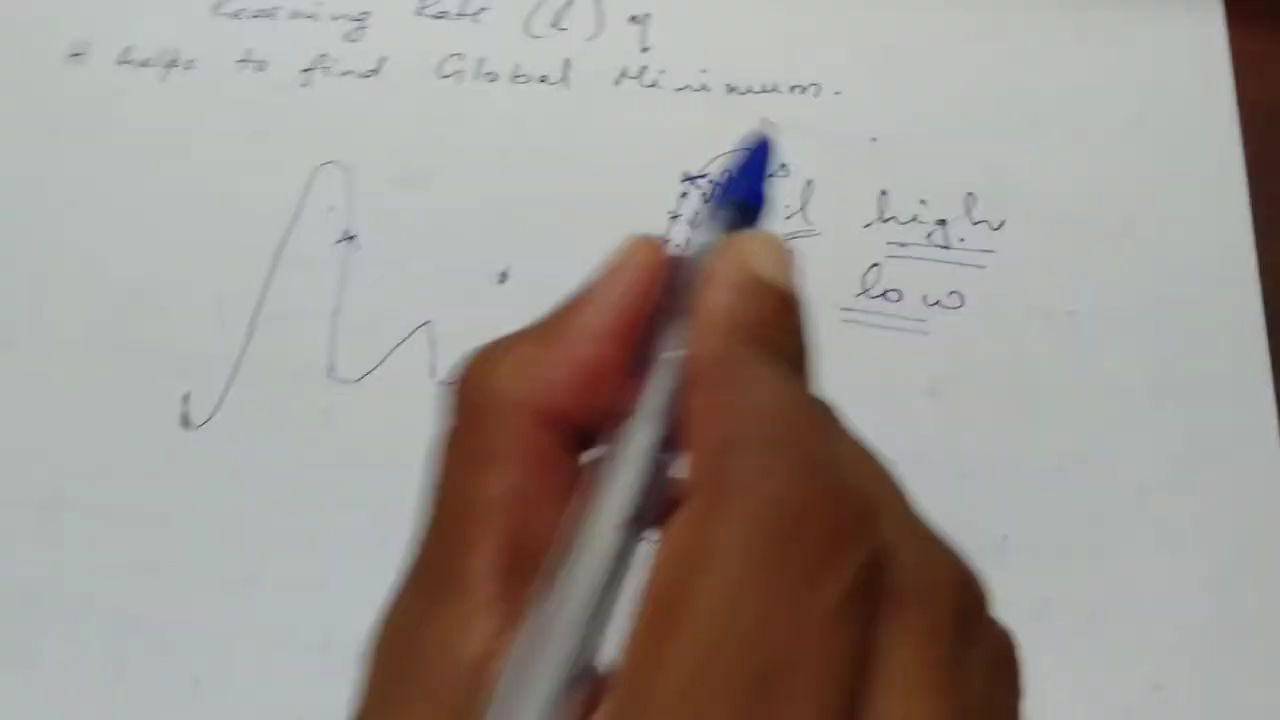 Learning Rate (l) η
* helps to find Global Minimum.
l high
low